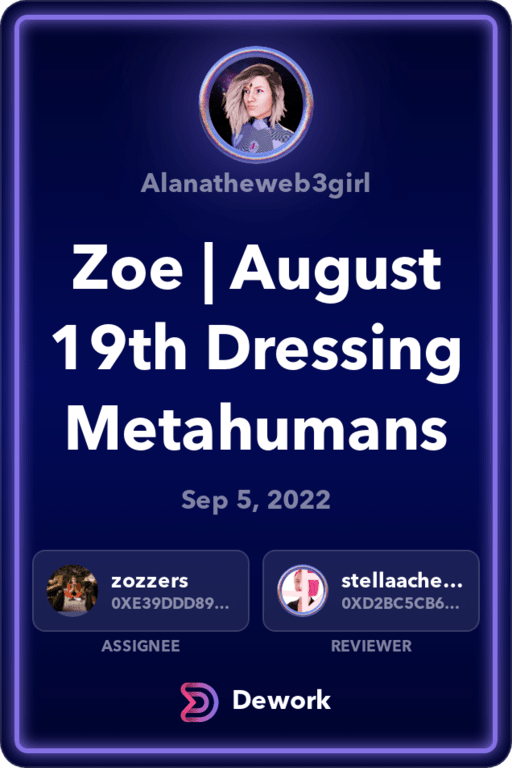 Alanatheweb3girl
Zoe | August
19th Dressing
Metahumans
Sep 5, 2022
zozzers
0XE39DDD89...
ASSIGNEE
stellaache...
0XD2BC5CB6...
REVIEWER
Dework